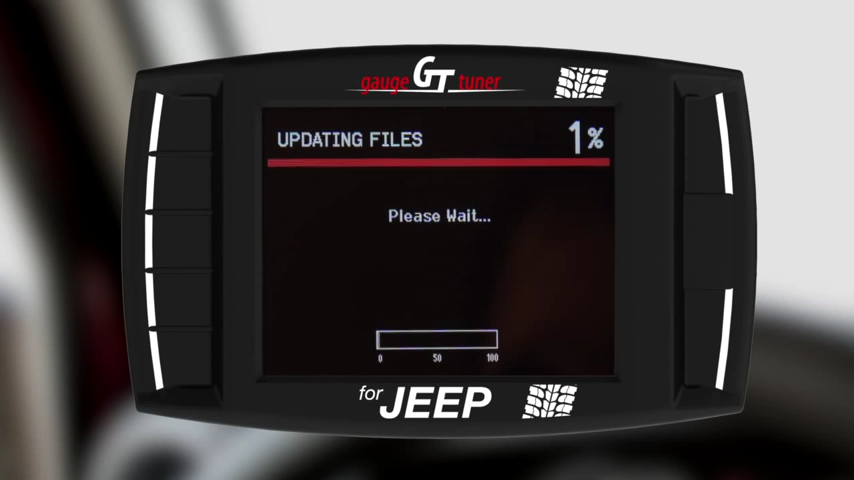 gauge GT tuner
UPDATING FILES 1%
Please Wait...
0 50 100
for JEEP